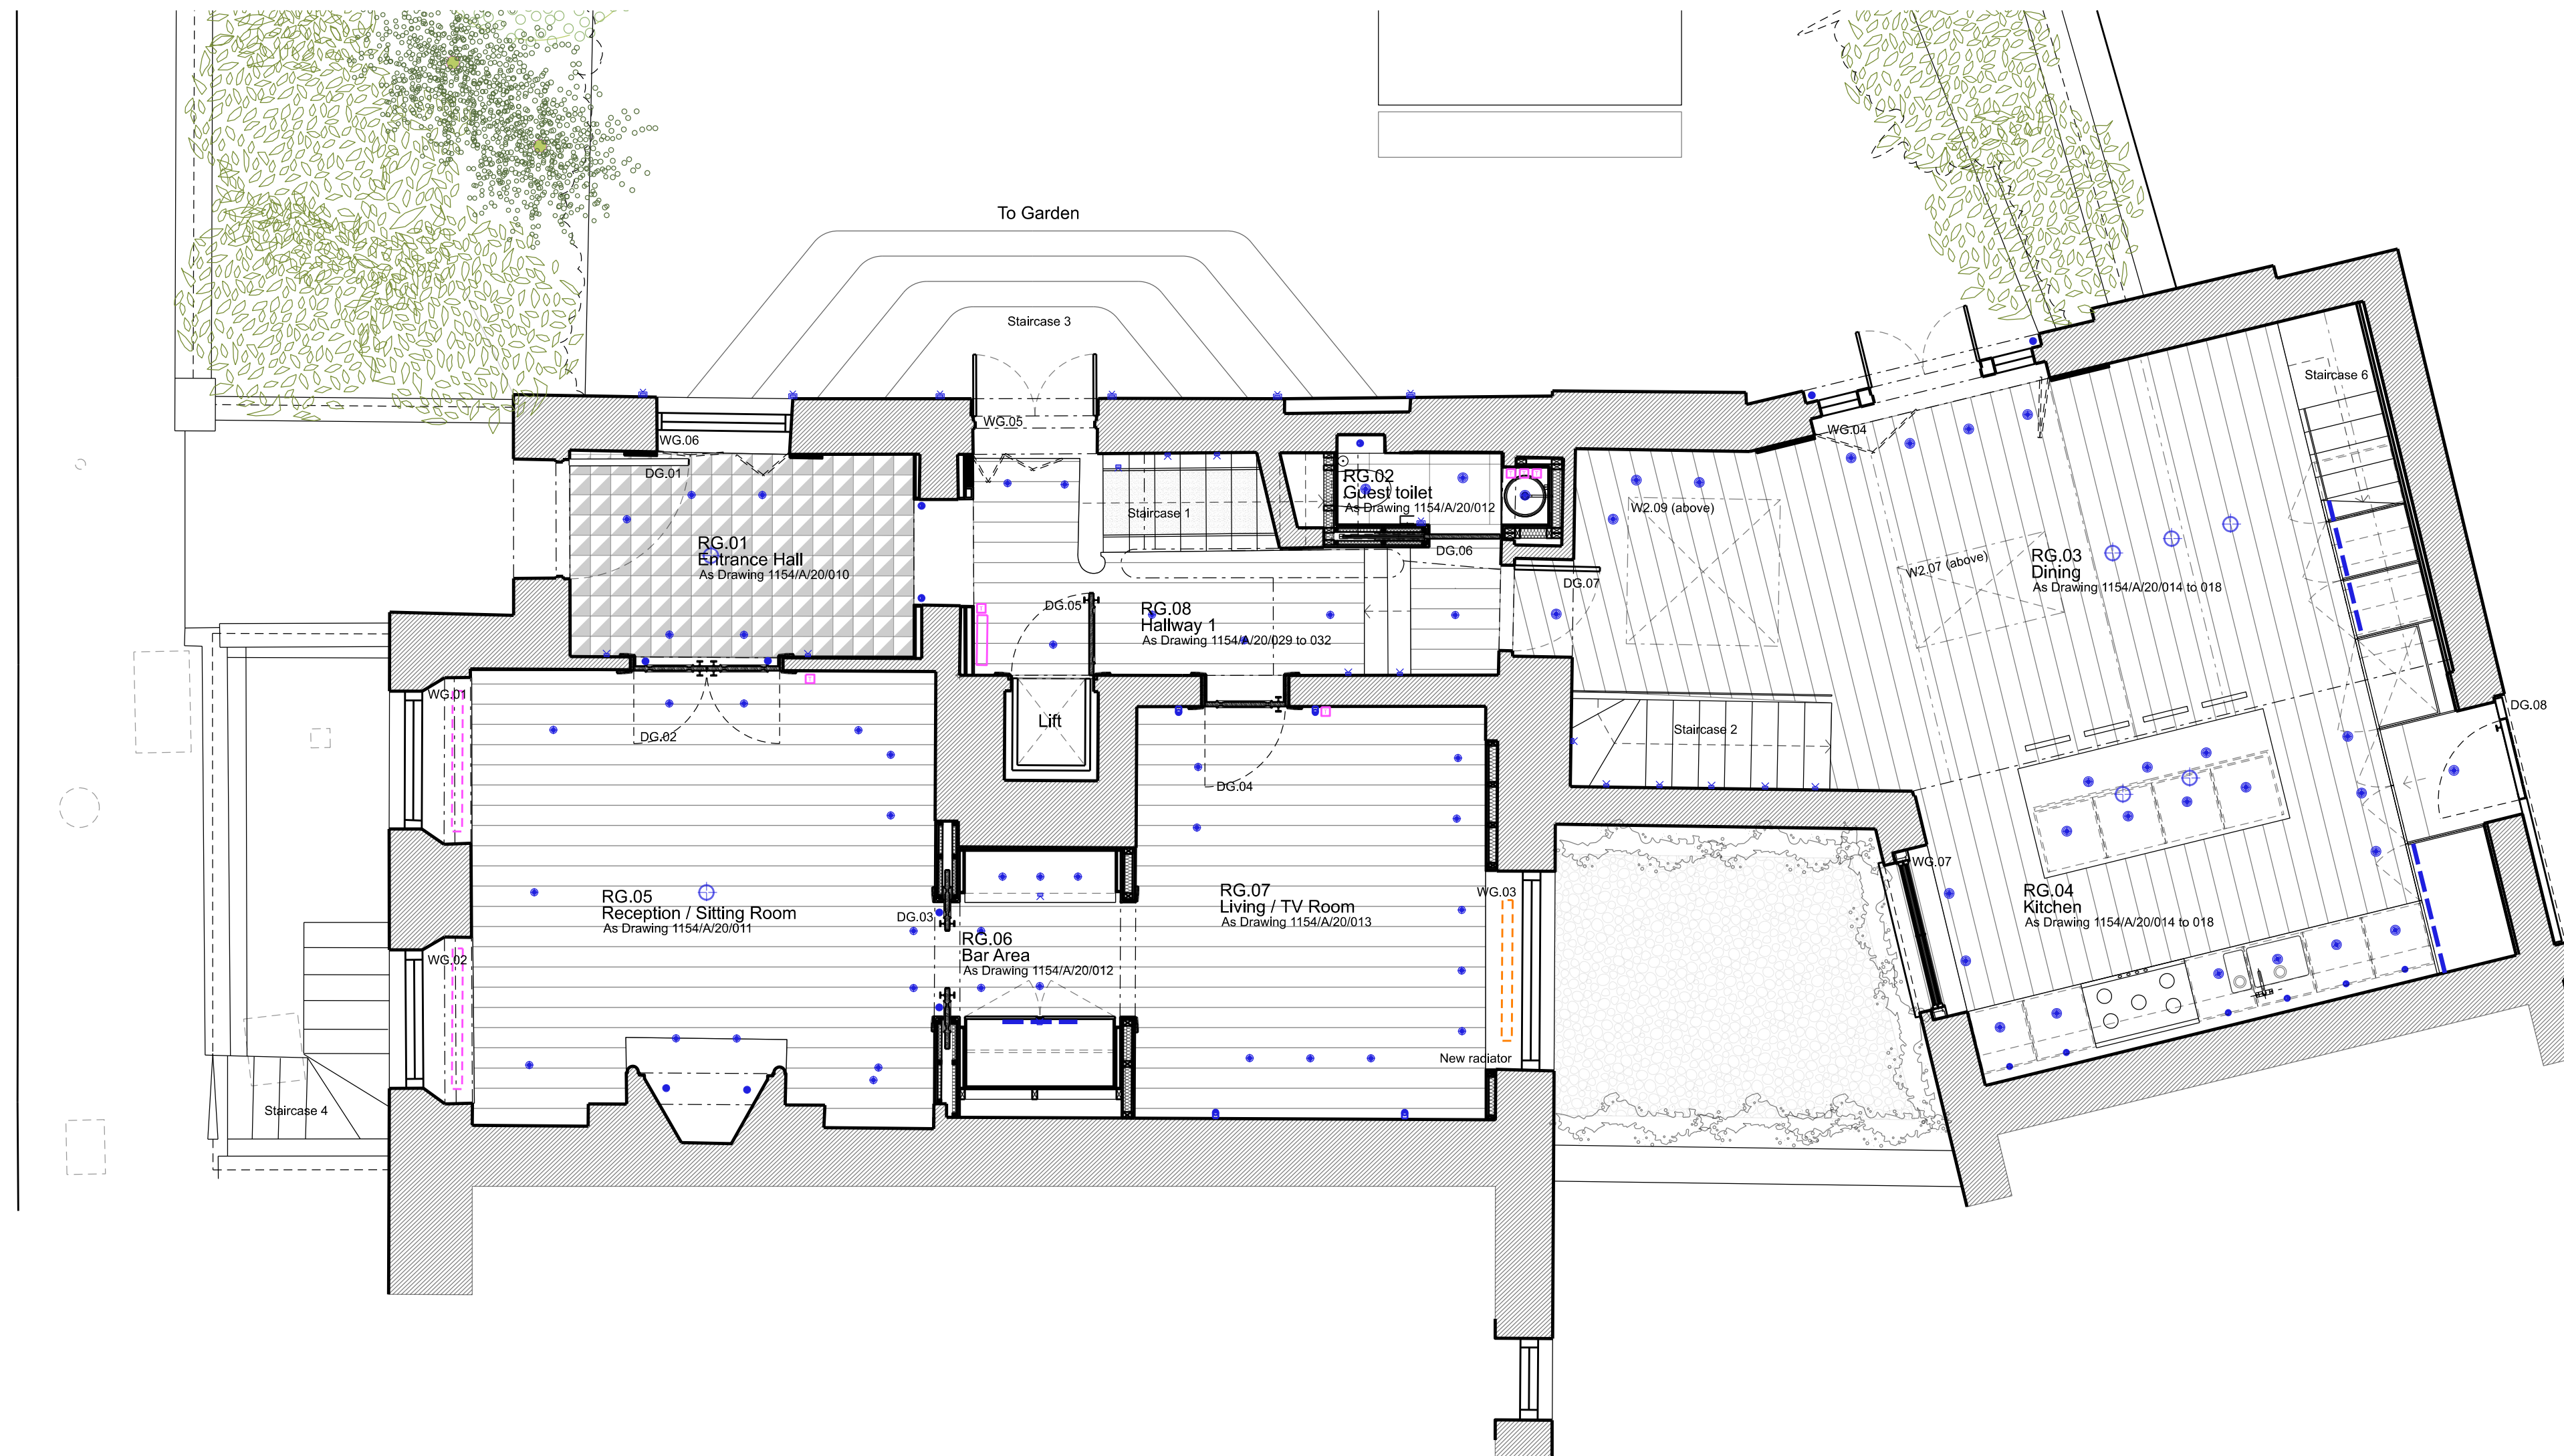 To Garden
Staircase 3
Staircase 6
WG.05
WG.04
WG.06
DG.01
RG.02
Guest toilet
As Drawing 1154/A/20/012
Staircase 1
W2.09 (above)
RG.01
Entrance Hall
As Drawing 1154/A/20/010
DG.06
W2.07 (above)
RG.03
Dining
As Drawing 1154/A/20/014 to 018
DG.07
DG.05
RG.08
Hallway 1
As Drawing 1154/A/20/029 to 032
WG.01
DG.08
Lift
Staircase 2
DG.02
DG.04
WG.07
RG.05
Reception / Sitting Room
As Drawing 1154/A/20/011
DG.03
RG.07
Living / TV Room
As Drawing 1154/A/20/013
WG.03
RG.04
Kitchen
As Drawing 1154/A/20/014 to 018
RG.06
Bar Area
As Drawing 1154/A/20/012
WG.02
New radiator
Staircase 4